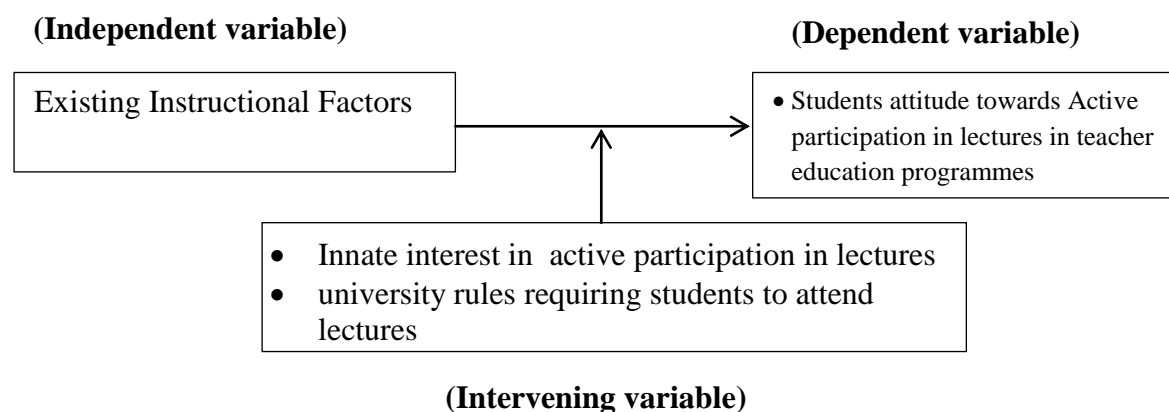 (Independent variable)
(Dependent variable)
Existing Instructional Factors
• Students attitude towards Active
participation in lectures in teacher
education programmes
• Innate interest in  active participation in lectures
• university rules requiring students to attend
lectures
(Intervening variable)